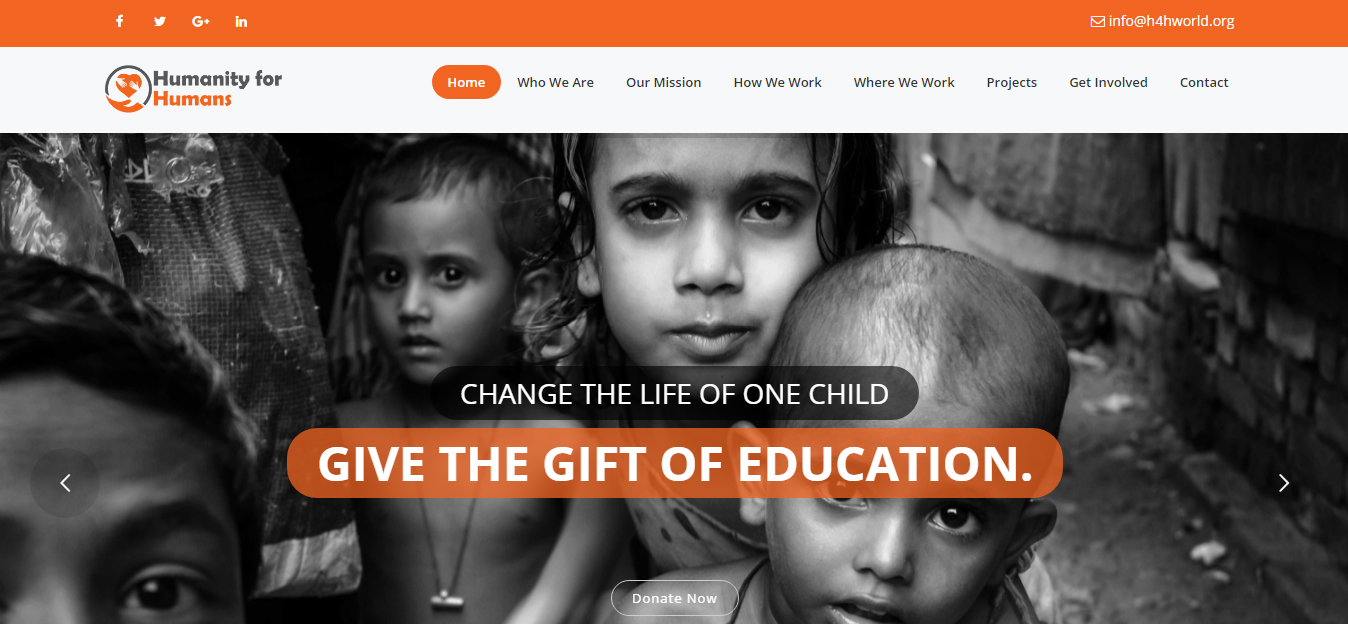 info@h4hworld.org
Humanity for
Humans
Home Who We Are Our Mission How We Work Where We Work Projects Get Involved Contact
CHANGE THE LIFE OF ONE CHILD
GIVE THE GIFT OF EDUCATION.
Donate Now